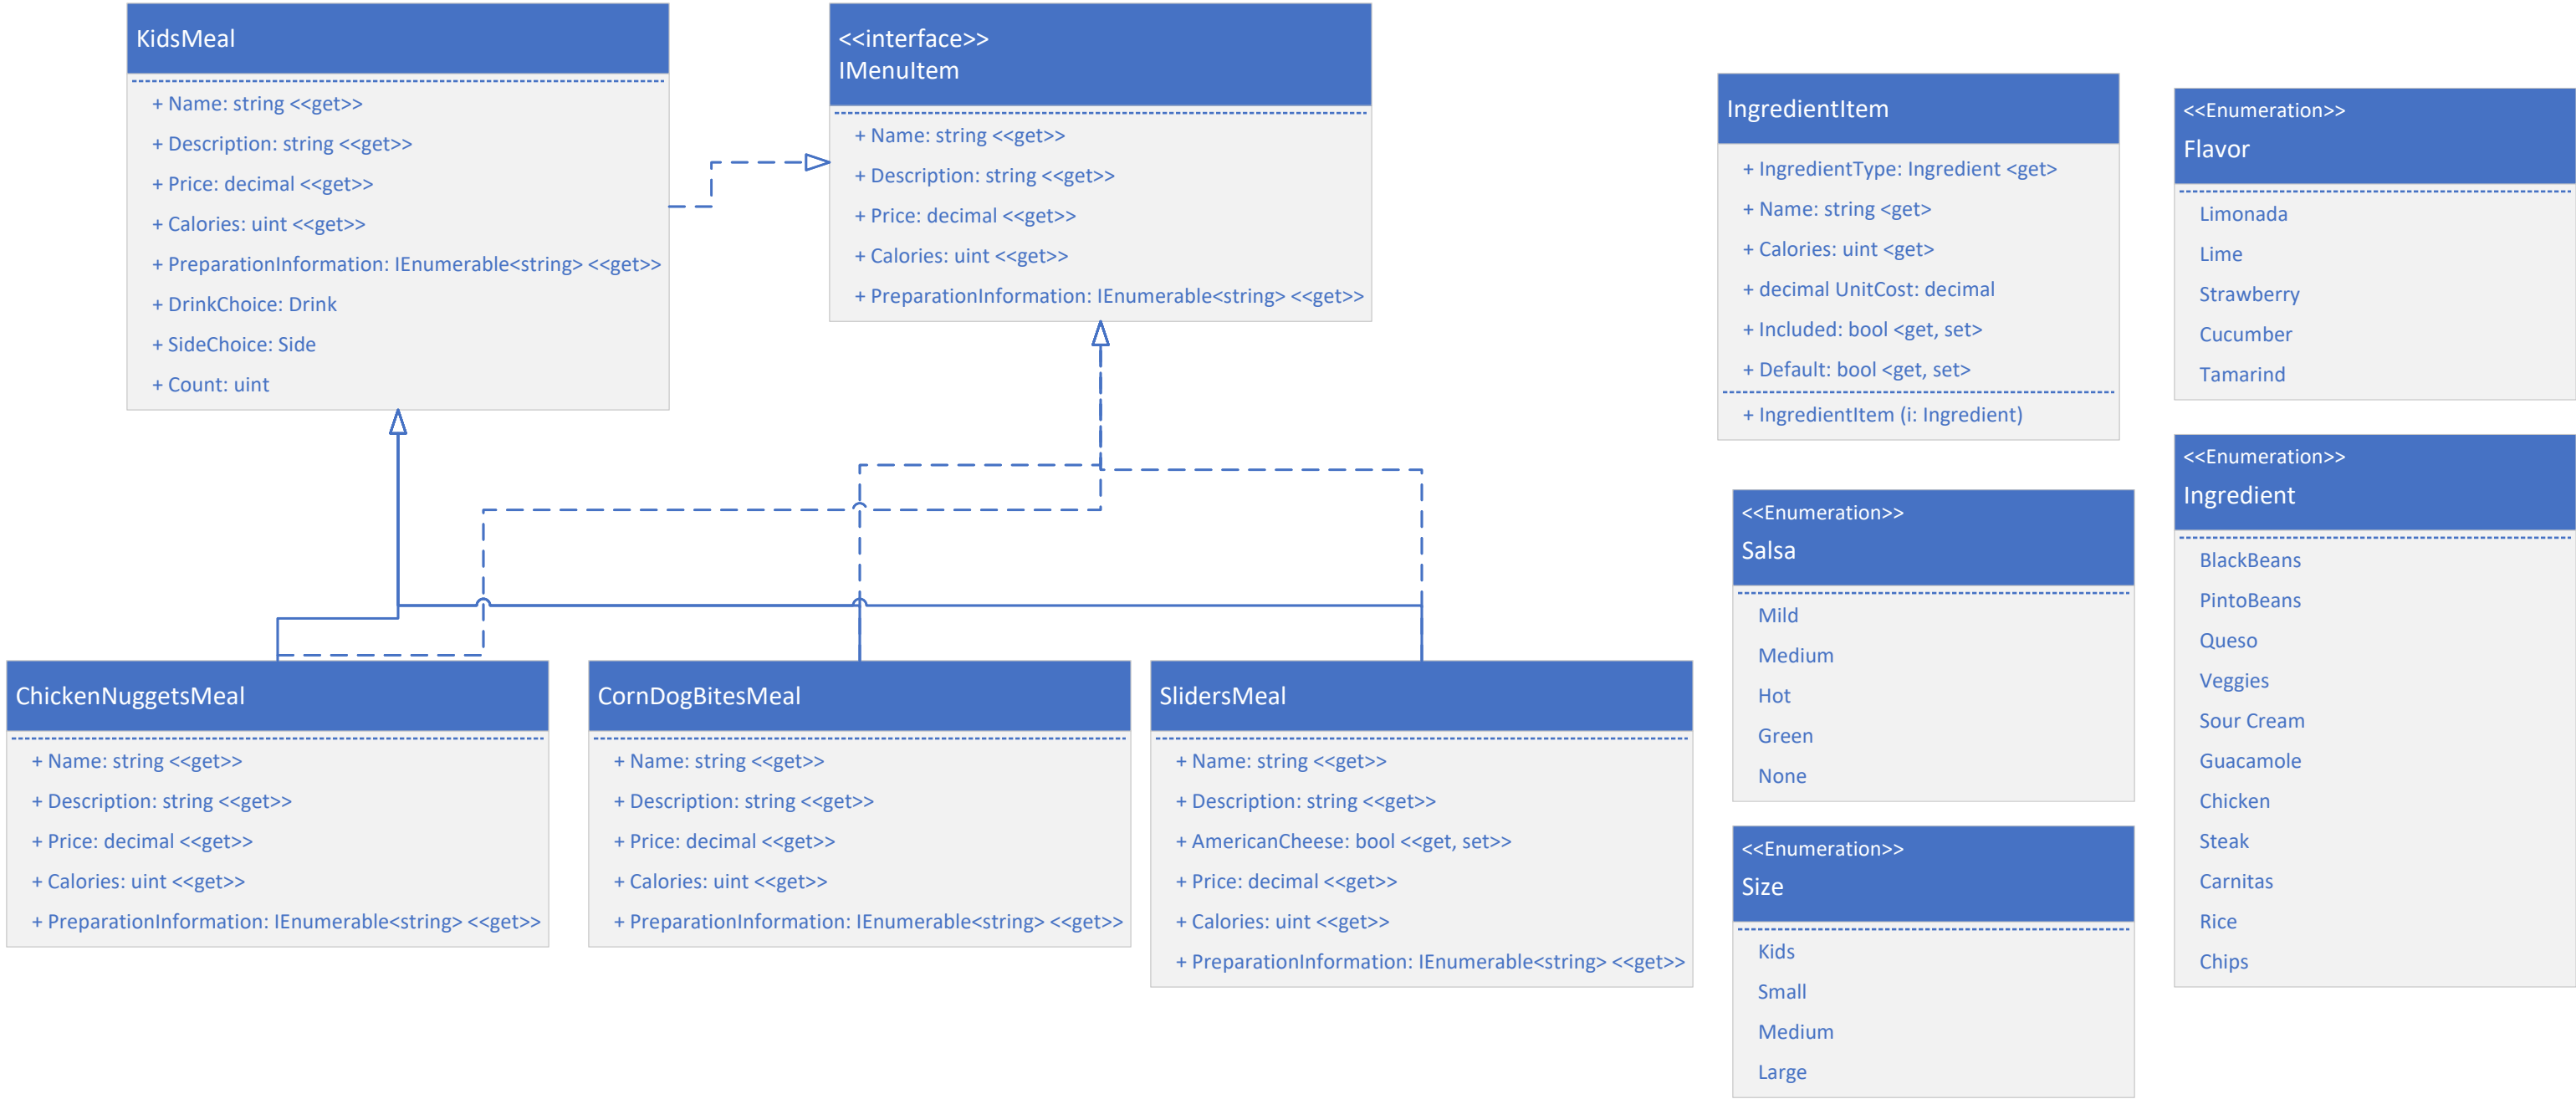 KidsMeal
+ Name: string <<get>>
+ Description: string <<get>>
+ Price: decimal <<get>>
+ Calories: uint <<get>>
+ PreparationInformation: IEnumerable<string> <<get>>
+ DrinkChoice: Drink
+ SideChoice: Side
+ Count: uint
<<interface>>
IMenuItem
+ Name: string <<get>>
+ Description: string <<get>>
+ Price: decimal <<get>>
+ Calories: uint <<get>>
+ PreparationInformation: IEnumerable<string> <<get>>
IngredientItem
+ IngredientType: Ingredient <get>
+ Name: string <get>
+ Calories: uint <get>
+ decimal UnitCost: decimal
+ Included: bool <get, set>
+ Default: bool <get, set>
+ IngredientItem (i: Ingredient)
<<Enumeration>>
Flavor
Limonada
Lime
Strawberry
Cucumber
Tamarind
ChickenNuggetsMeal
+ Name: string <<get>>
+ Description: string <<get>>
+ Price: decimal <<get>>
+ Calories: uint <<get>>
+ PreparationInformation: IEnumerable<string> <<get>>
CornDogBitesMeal
+ Name: string <<get>>
+ Description: string <<get>>
+ Price: decimal <<get>>
+ Calories: uint <<get>>
+ PreparationInformation: IEnumerable<string> <<get>>
SlidersMeal
+ Name: string <<get>>
+ Description: string <<get>>
+ AmericanCheese: bool <<get, set>>
+ Price: decimal <<get>>
+ Calories: uint <<get>>
+ PreparationInformation: IEnumerable<string> <<get>>
<<Enumeration>>
Salsa
Mild
Medium
Hot
Green
None
<<Enumeration>>
Size
Kids
Small
Medium
Large
<<Enumeration>>
Ingredient
BlackBeans
PintoBeans
Queso
Veggies
Sour Cream
Guacamole
Chicken
Steak
Carnitas
Rice
Chips